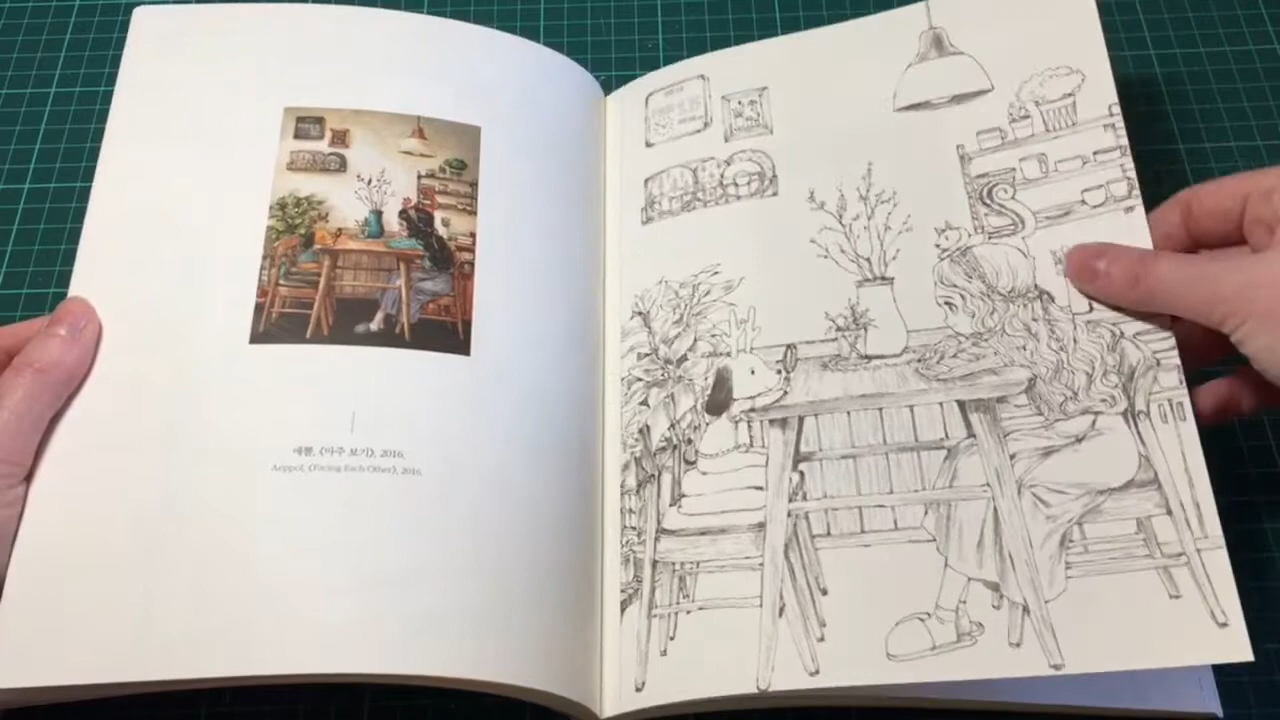 애뽈, 《마주 보기》, 2016.
Aeppol, 《Facing Each Other》, 2016.